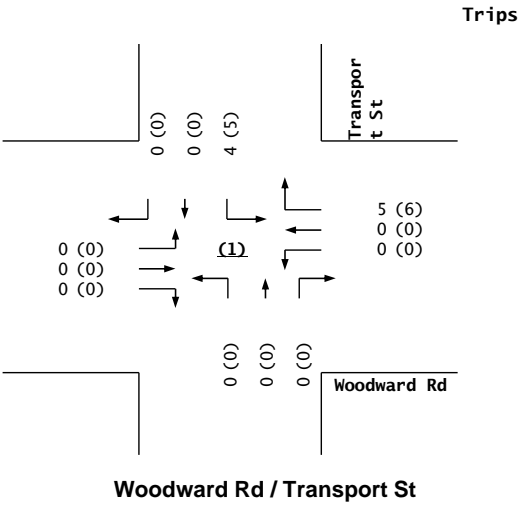 Trips
Transpor
t St
0 (0)
0 (0)
4 (5)
5 (6)
0 (0)
0 (0)
0 (0)
0 (0)
0 (0)
(1)
0 (0)
0 (0)
0 (0)
Woodward Rd
Woodward Rd / Transport St